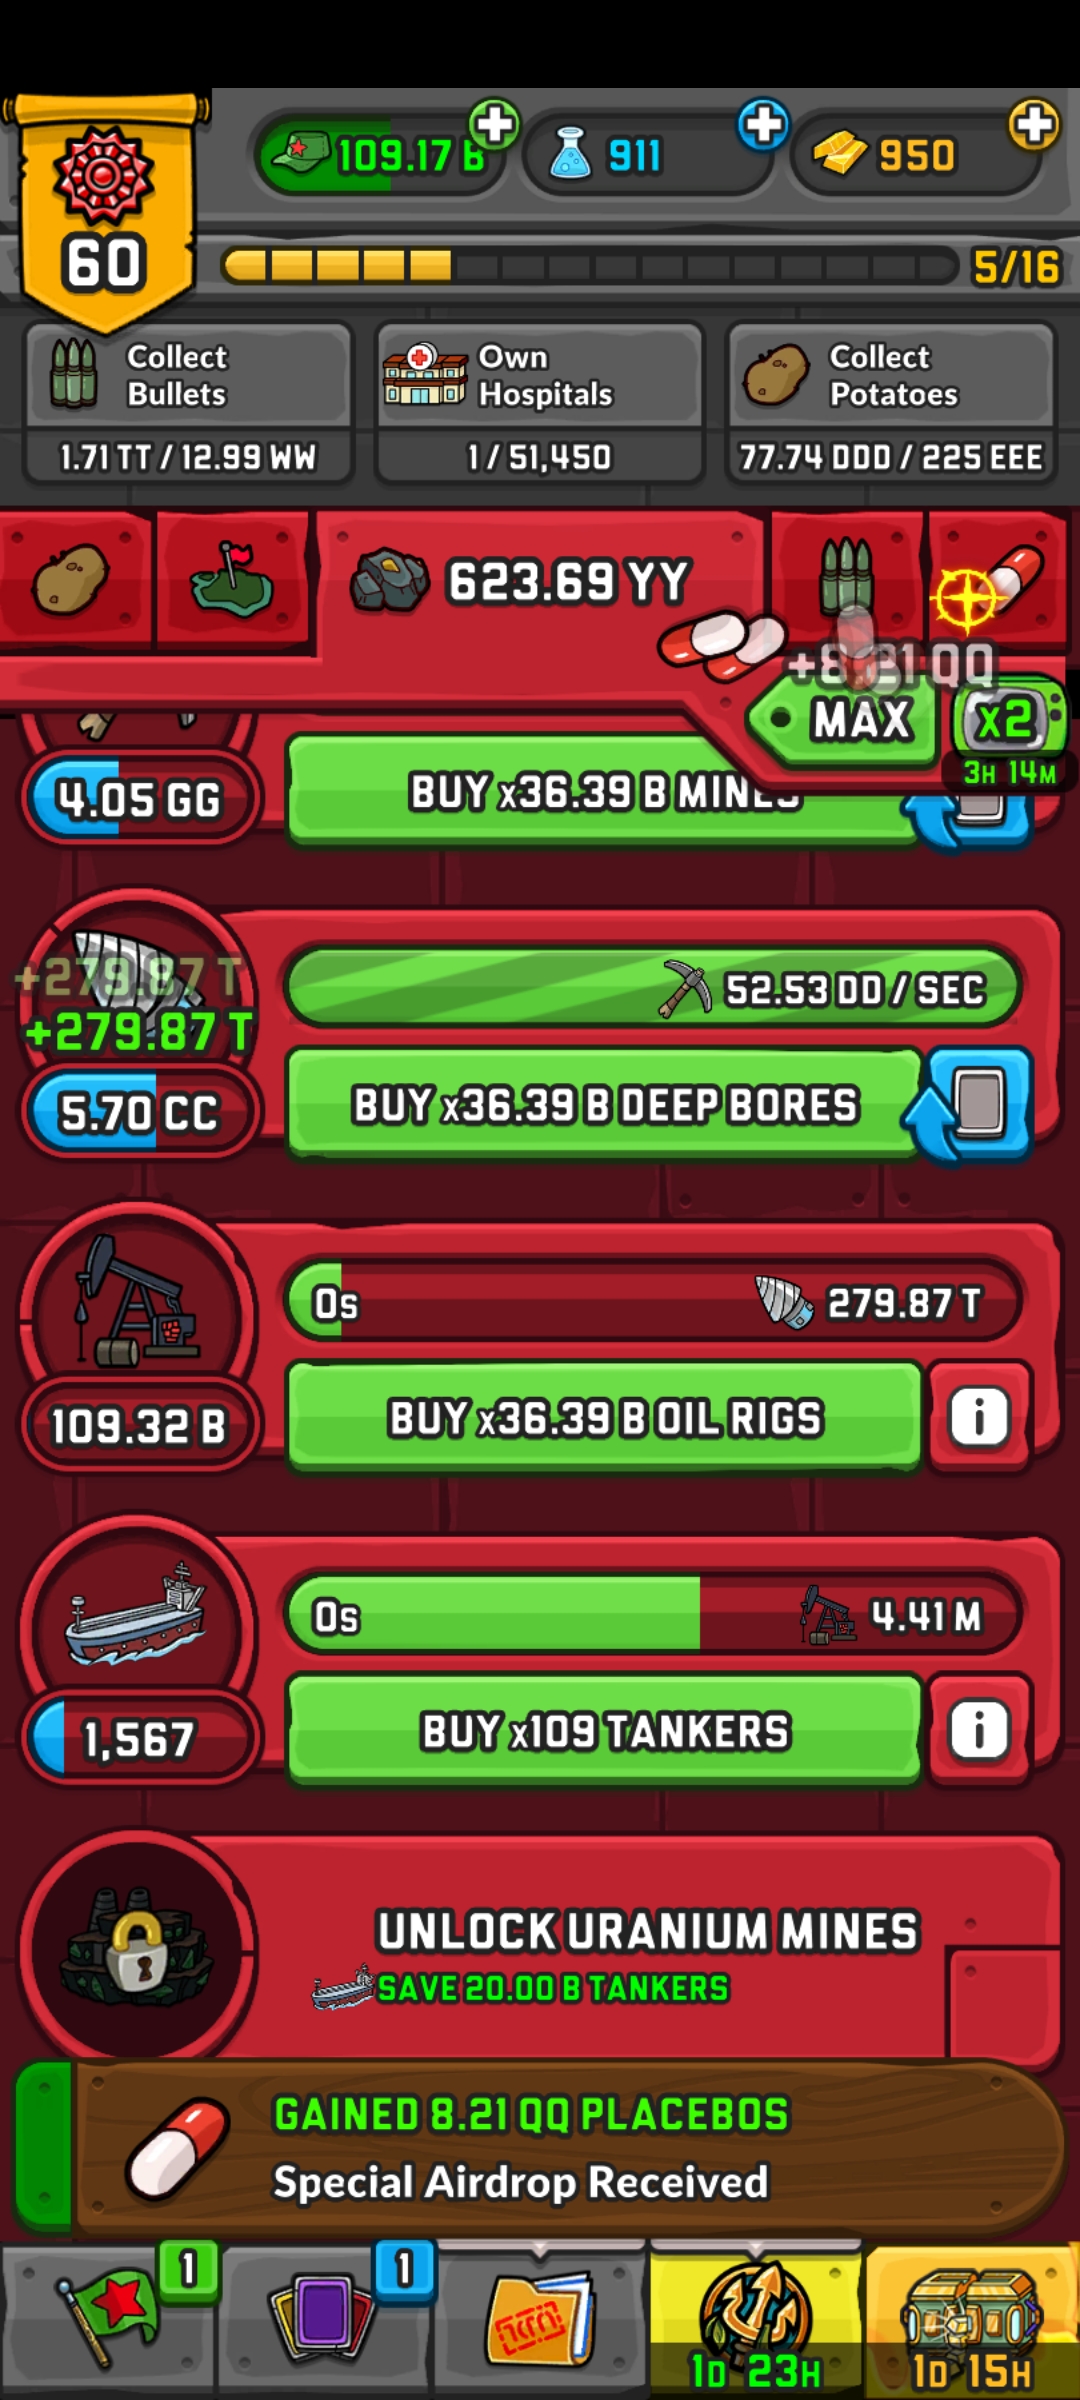 109.17 B
911
950
60
5/16
Collect
Bullets
1.71 TT / 12.99 WW
Own
Hospitals
1 / 51,450
Collect
Potatoes
77.74 DDD / 225 EEE
623.69 YY
+8.21 QQ
MAX
x2
3H 14M
4.05 GG
BUY x36.39 B MINES
+279.87 T
+279.87 T
52.53 DD / SEC
5.70 CC
BUY x36.39 B DEEP BORES
0s
279.87 T
109.32 B
BUY x36.39 B OIL RIGS
i
0s
4.41 M
1,567
BUY x109 TANKERS
i
UNLOCK URANIUM MINES
SAVE 20.00 B TANKERS
GAINED 8.21 QQ PLACEBOS
Special Airdrop Received
1
1
1D 23H
1D 15H